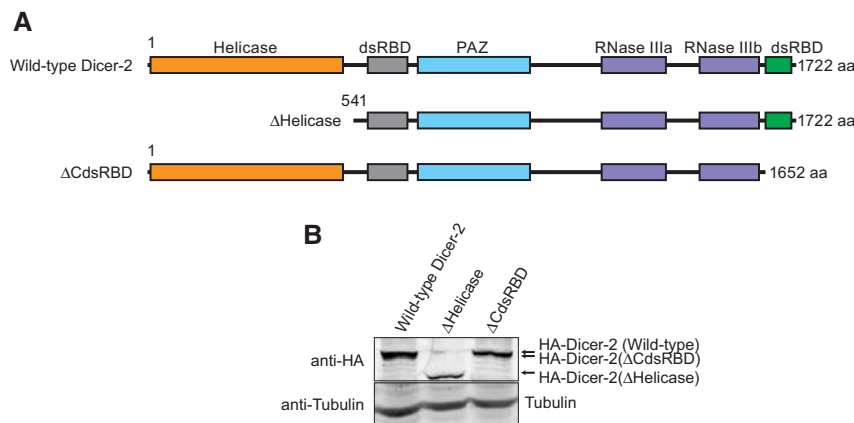 A
1
Helicase
dsRBD
PAZ
RNase IIIa
RNase IIIb
dsRBD
Wild-type Dicer-2
1722 aa
541
ΔHelicase
1722 aa
1
ΔCdsRBD
1652 aa
B
Wild-type Dicer-2
ΔHelicase
ΔCdsRBD
anti-HA
HA-Dicer-2 (Wild-type)
HA-Dicer-2(ΔCdsRBD)
HA-Dicer-2(ΔHelicase)
anti-Tubulin
Tubulin